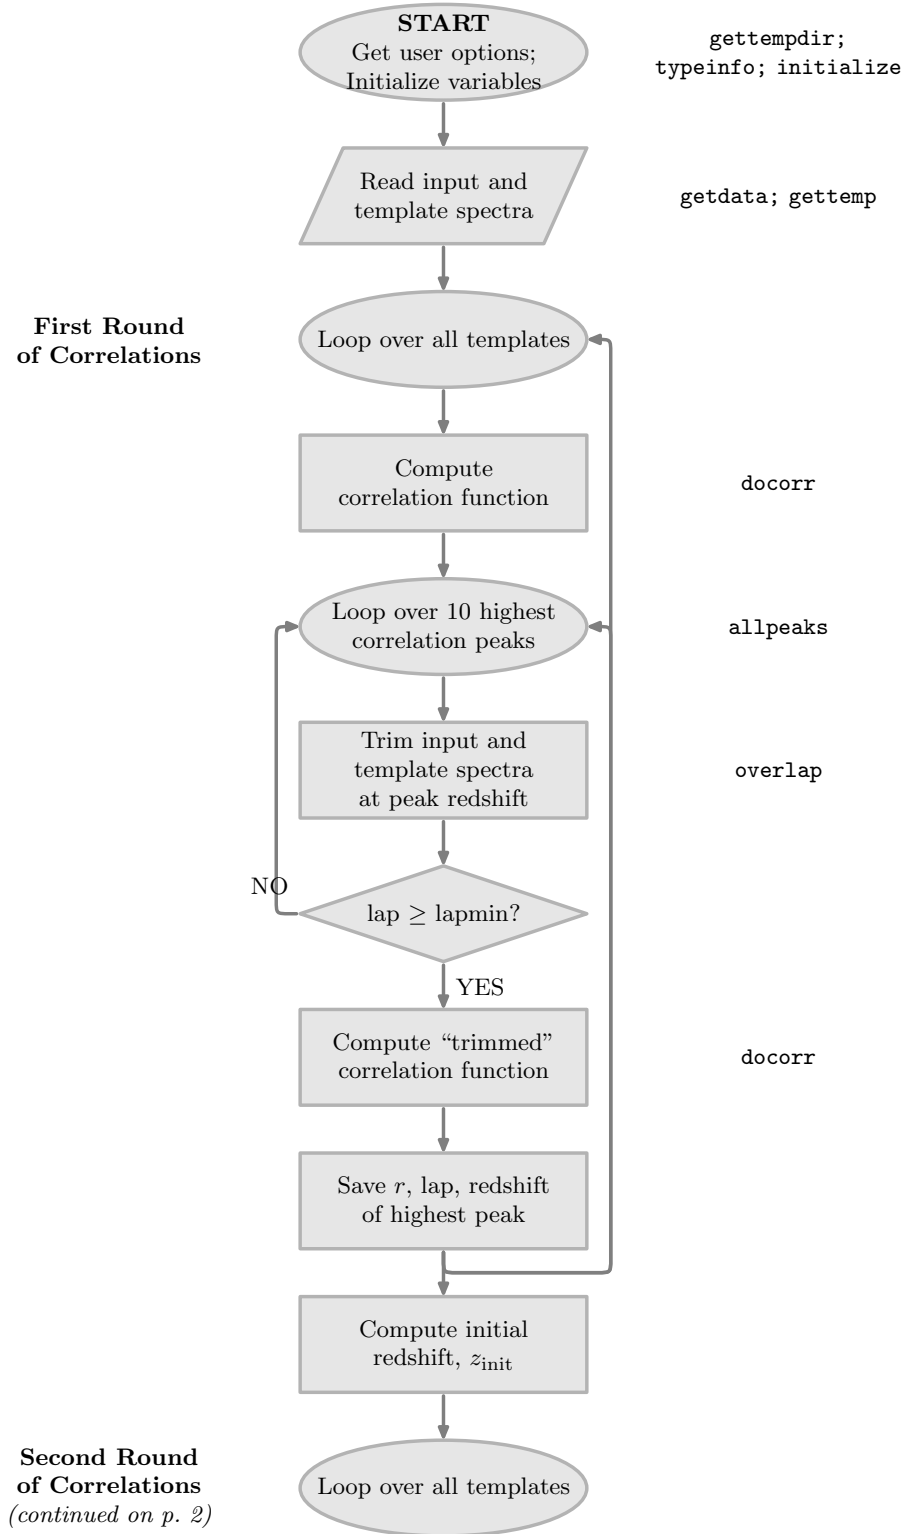 START
Get user options;
Initialize variables
gettempdir;
typeinfo; initialize
Read input and
template spectra
getdata; gettemp
First Round
of Correlations
Loop over all templates
Compute
correlation function
docorr
Loop over 10 highest
correlation peaks
allpeaks
Trim input and
template spectra
at peak redshift
overlap
NO
lap ≥ lapmin?
YES
Compute “trimmed”
correlation function
docorr
Save r, lap, redshift
of highest peak
Compute initial
redshift, z_init
Second Round
of Correlations
(continued on p. 2)
Loop over all templates